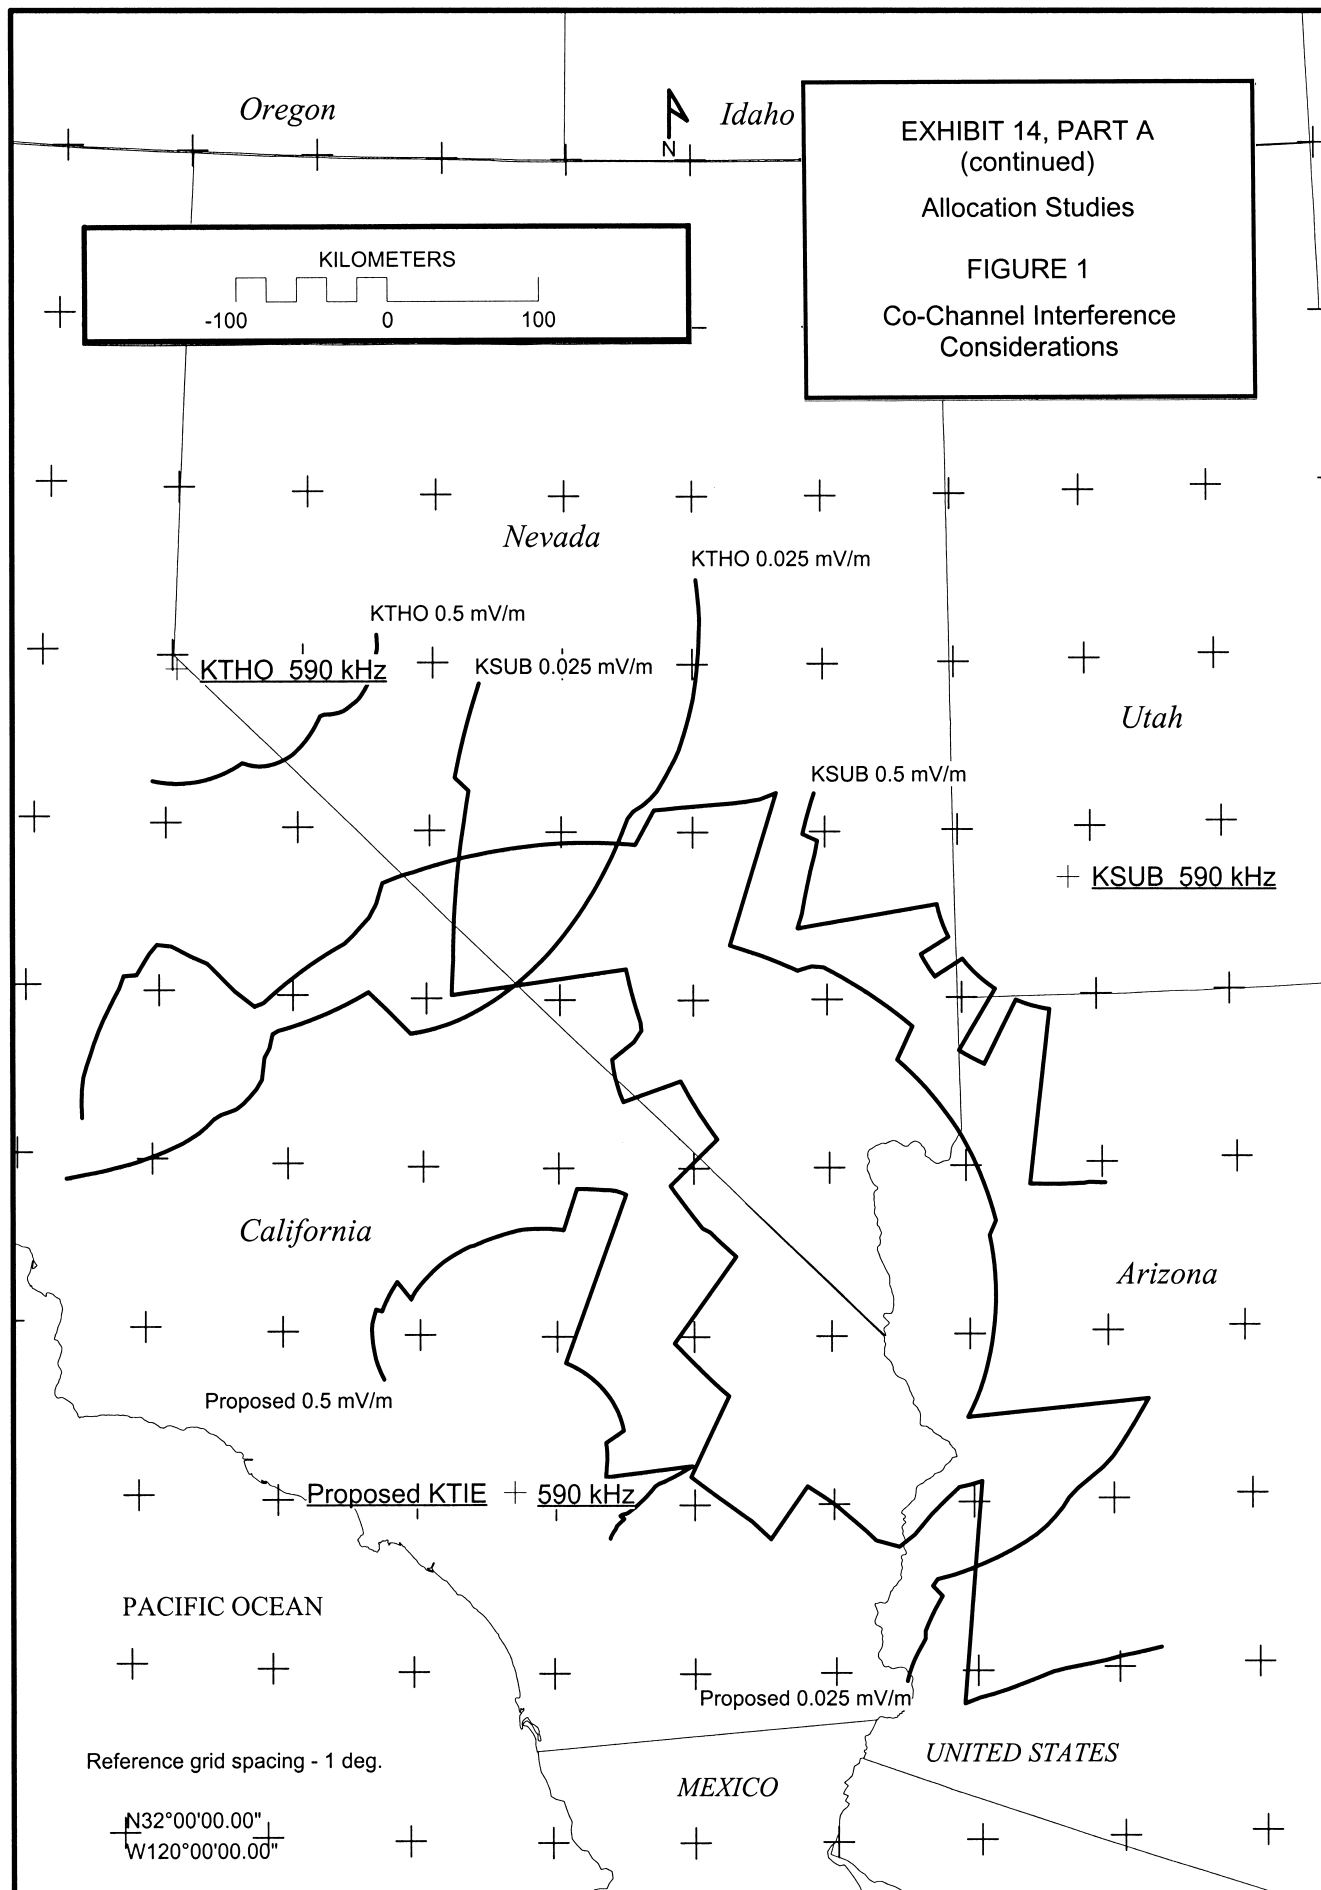 Oregon
Idaho
N
EXHIBIT 14, PART A
(continued)
Allocation Studies
FIGURE 1
Co-Channel Interference
Considerations
KILOMETERS
-100 0 100
Nevada
KTHO 0.025 mV/m
KTHO 0.5 mV/m
KTHO 590 kHz
KSUB 0.025 mV/m
Utah
KSUB 0.5 mV/m
KSUB 590 kHz
California
Arizona
Proposed 0.5 mV/m
Proposed KTIE 590 kHz
PACIFIC OCEAN
Proposed 0.025 mV/m
UNITED STATES
Reference grid spacing - 1 deg.
MEXICO
N32°00'00.00"
W120°00'00.00"